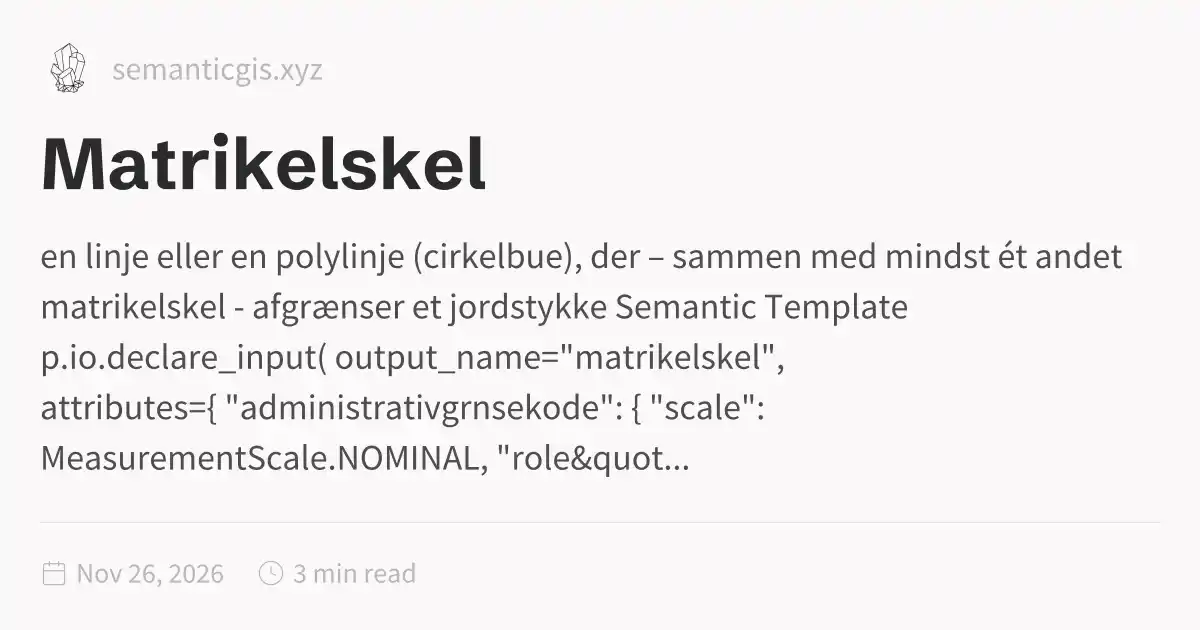 semanticgis.xyz
Matrikelskel
en linje eller en polylinje (cirkelbue), der – sammen med mindst ét andet
matrikelskel - afgrænser et jordstykke Semantic Template
p.io.declare_input( output_name="matrikelskel",
attributes={ "administrativgrnsekode": { "scale":
MeasurementScale.NOMINAL, "role&quot...
Nov 26, 2026 3 min read